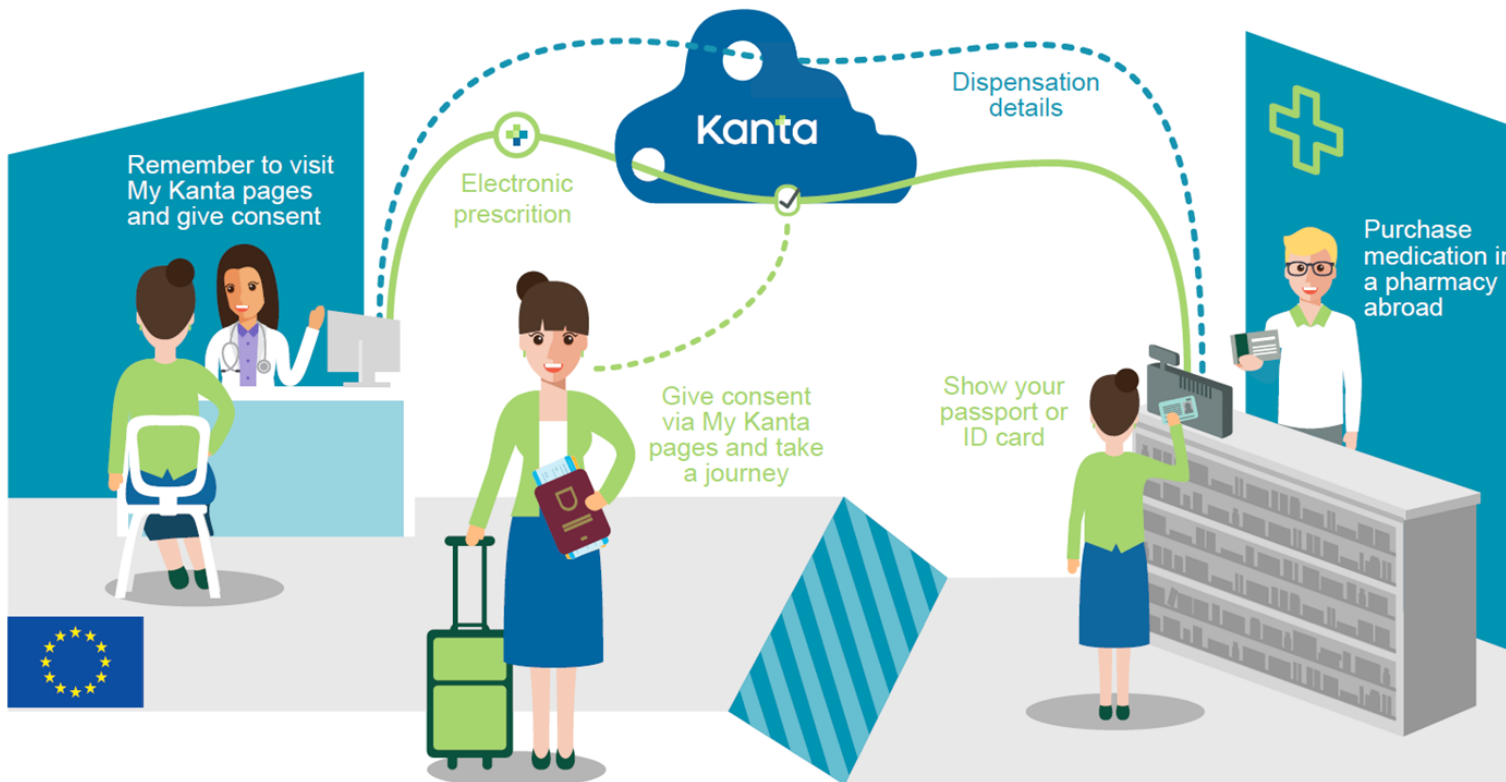 Remember to visit
My Kanta pages
and give consent
Electronic
prescrition
Kanta
Dispensation
details
Give consent
via My Kanta
pages and take
a journey
Show your
passport or
ID card
Purchase
medication in
a pharmacy
abroad